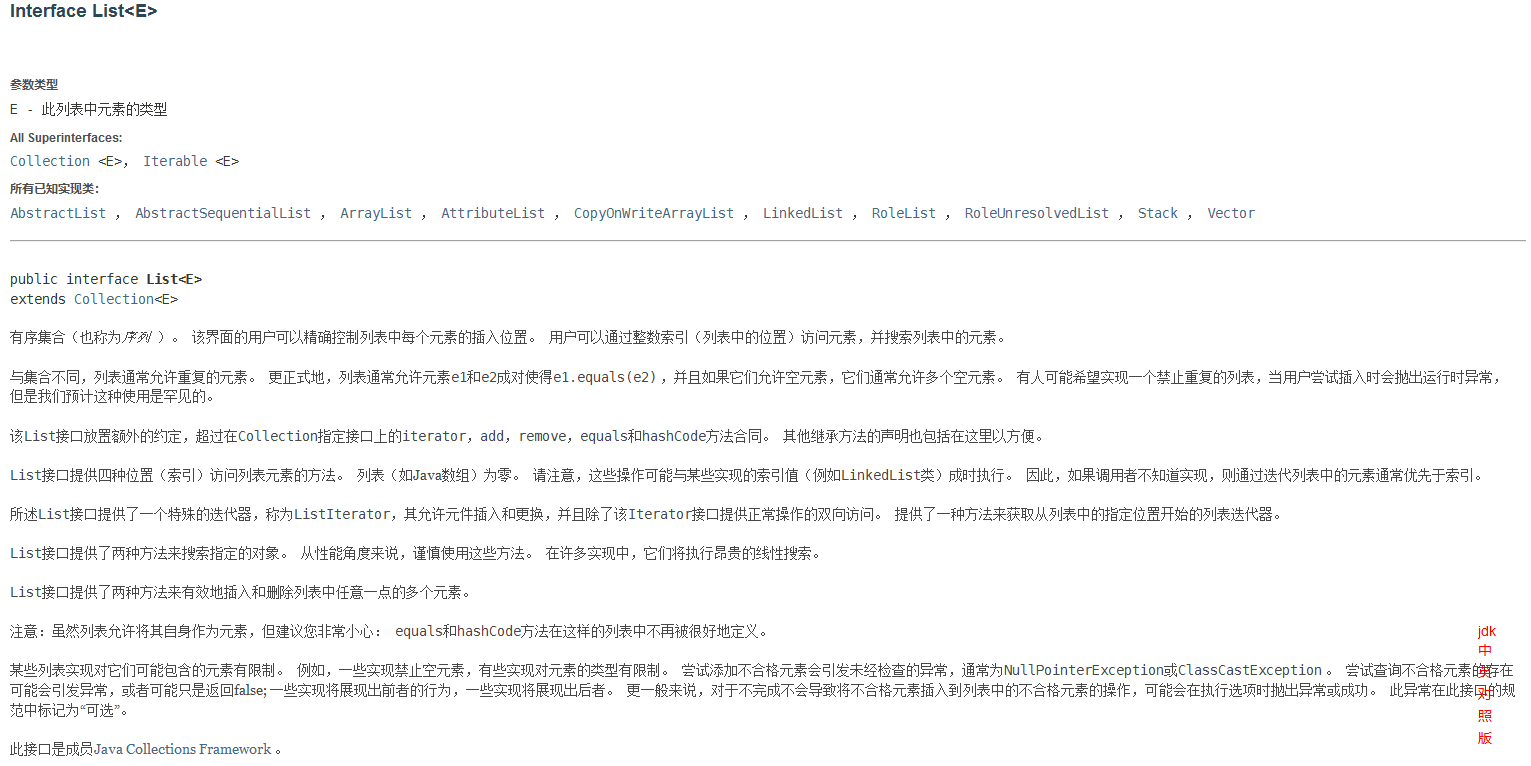 Interface List<E>
参数类型
E - 此列表中元素的类型
All Superinterfaces:
Collection <E>， Iterable <E>
所有已知实现类：
AbstractList ， AbstractSequentialList ， ArrayList ， AttributeList ， CopyOnWriteArrayList ， LinkedList ， RoleList ， RoleUnresolvedList ， Stack ， Vector
public interface List<E>
extends Collection<E>
有序集合（也称为序列 ）。 该界面的用户可以精确控制列表中每个元素的插入位置。 用户可以通过整数索引（列表中的位置）访问元素，并搜索列表中的元素。
与集合不同，列表通常允许重复的元素。 更正式地，列表通常允许元素e1和e2成对使得e1.equals(e2) ，并且如果它们允许空元素，它们通常允许多个空元素。 有人可能希望实现一个禁止重复的列表，当用户尝试插入时会抛出运行时异常，
但是我们预计这种使用是罕见的。
该List接口放置额外的约定，超过在Collection指定接口上的iterator，add，remove，equals和hashCode方法合同。 其他继承方法的声明也包括在这里以方便。
List接口提供四种位置（索引）访问列表元素的方法。 列表（如Java数组）为零。 请注意，这些操作可能与某些实现的索引值（例如LinkedList类）成时执行。 因此，如果调用者不知道实现，则通过迭代列表中的元素通常优先于索引。
所述List接口提供了一个特殊的迭代器，称为ListIterator，其允许元件插入和更换，并且除了该Iterator接口提供正常操作的双向访问。 提供了一种方法来获取从列表中的指定位置开始的列表迭代器。
List接口提供了两种方法来搜索指定的对象。 从性能角度来说，谨慎使用这些方法。 在许多实现中，它们将执行昂贵的线性搜索。
List接口提供了两种方法来有效地插入和删除列表中任意一点的多个元素。
注意：虽然列表允许将其自身作为元素，但建议您非常小心： equals和hashCode方法在这样的列表中不再被很好地定义。
某些列表实现对它们可能包含的元素有限制。 例如，一些实现禁止空元素，有些实现对元素的类型有限制。 尝试添加不合格元素会引发未经检查的异常，通常为NullPointerException或ClassCastException 。 尝试查询不合格元素的存在
可能会引发异常，或者可能只是返回false; 一些实现将展现出前者的行为，一些实现将展现出后者。 更一般来说，对于不完成不会导致将不合格元素插入到列表中的不合格元素的操作，可能会在执行选项时抛出异常或成功。 此异常在此接口的规
范中标记为“可选”。
此接口是成员Java Collections Framework 。
jdk
中
英
对
照
版